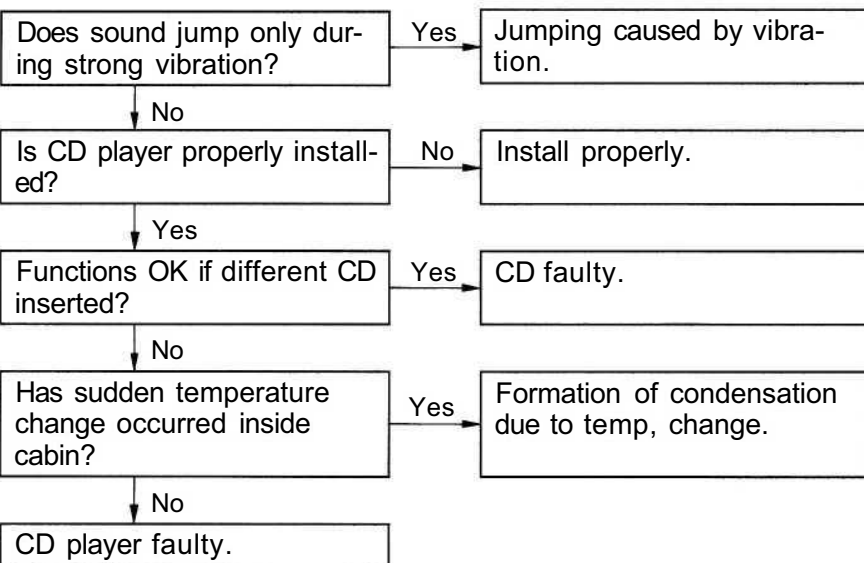 Does sound jump only dur-
ing strong vibration?
Yes
Jumping caused by vibra-
tion.
No
Is CD player properly install-
ed?
No
Install properly.
Yes
Functions OK if different CD
inserted?
Yes
CD faulty.
No
Has sudden temperature
change occurred inside
cabin?
Yes
Formation of condensation
due to temp, change.
No
CD player faulty.